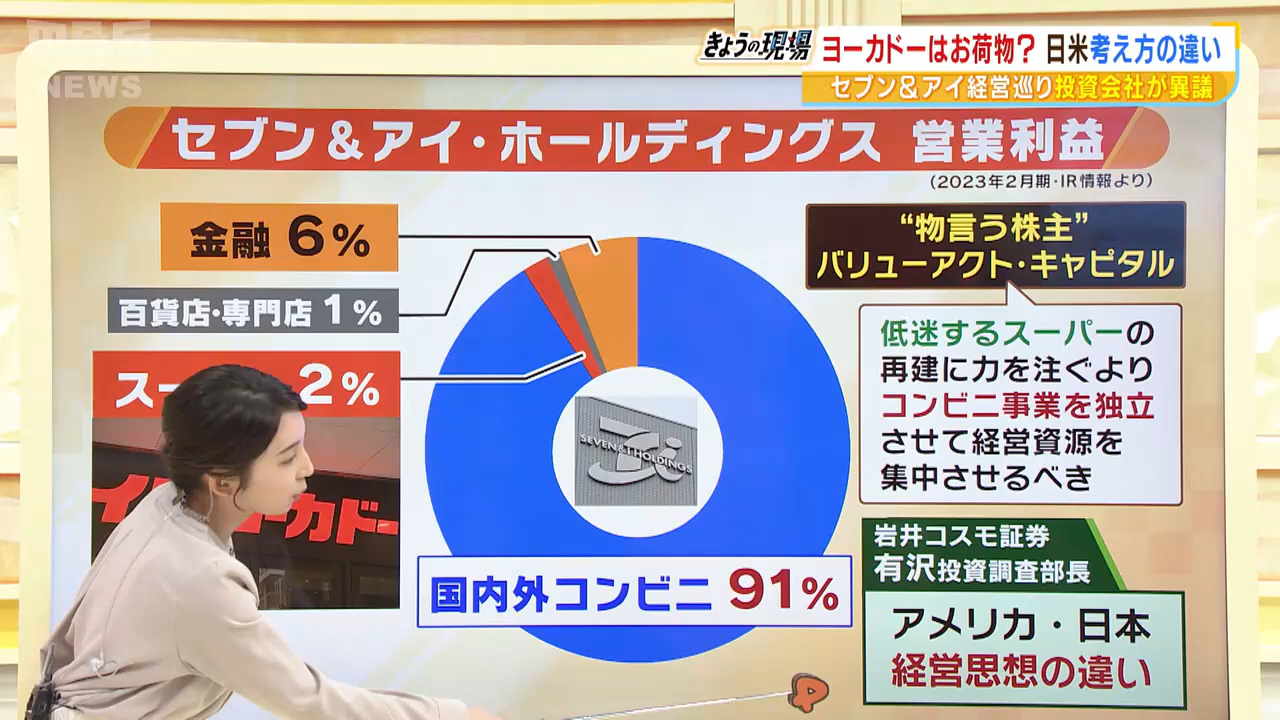 MBS
NEWS
きょうの現場
ヨーカドーはお荷物? 日米考え方の違い
セブン&アイ経営巡り投資会社が異議
セブン&アイ・ホールディングス 営業利益
(2023年2月期・IR情報より)
金融 6%
百貨店・専門店 1%
ス 2%
イ ーカドー
SEVEN&I HOLDINGS
国内外コンビニ 91%
“物言う株主”
バリューアクト・キャピタル
低迷するスーパーの
再建に力を注ぐより
コンビニ事業を独立
させて経営資源を
集中させるべき
岩井コスモ証券
有沢投資調査部長
アメリカ・日本
経営思想の違い